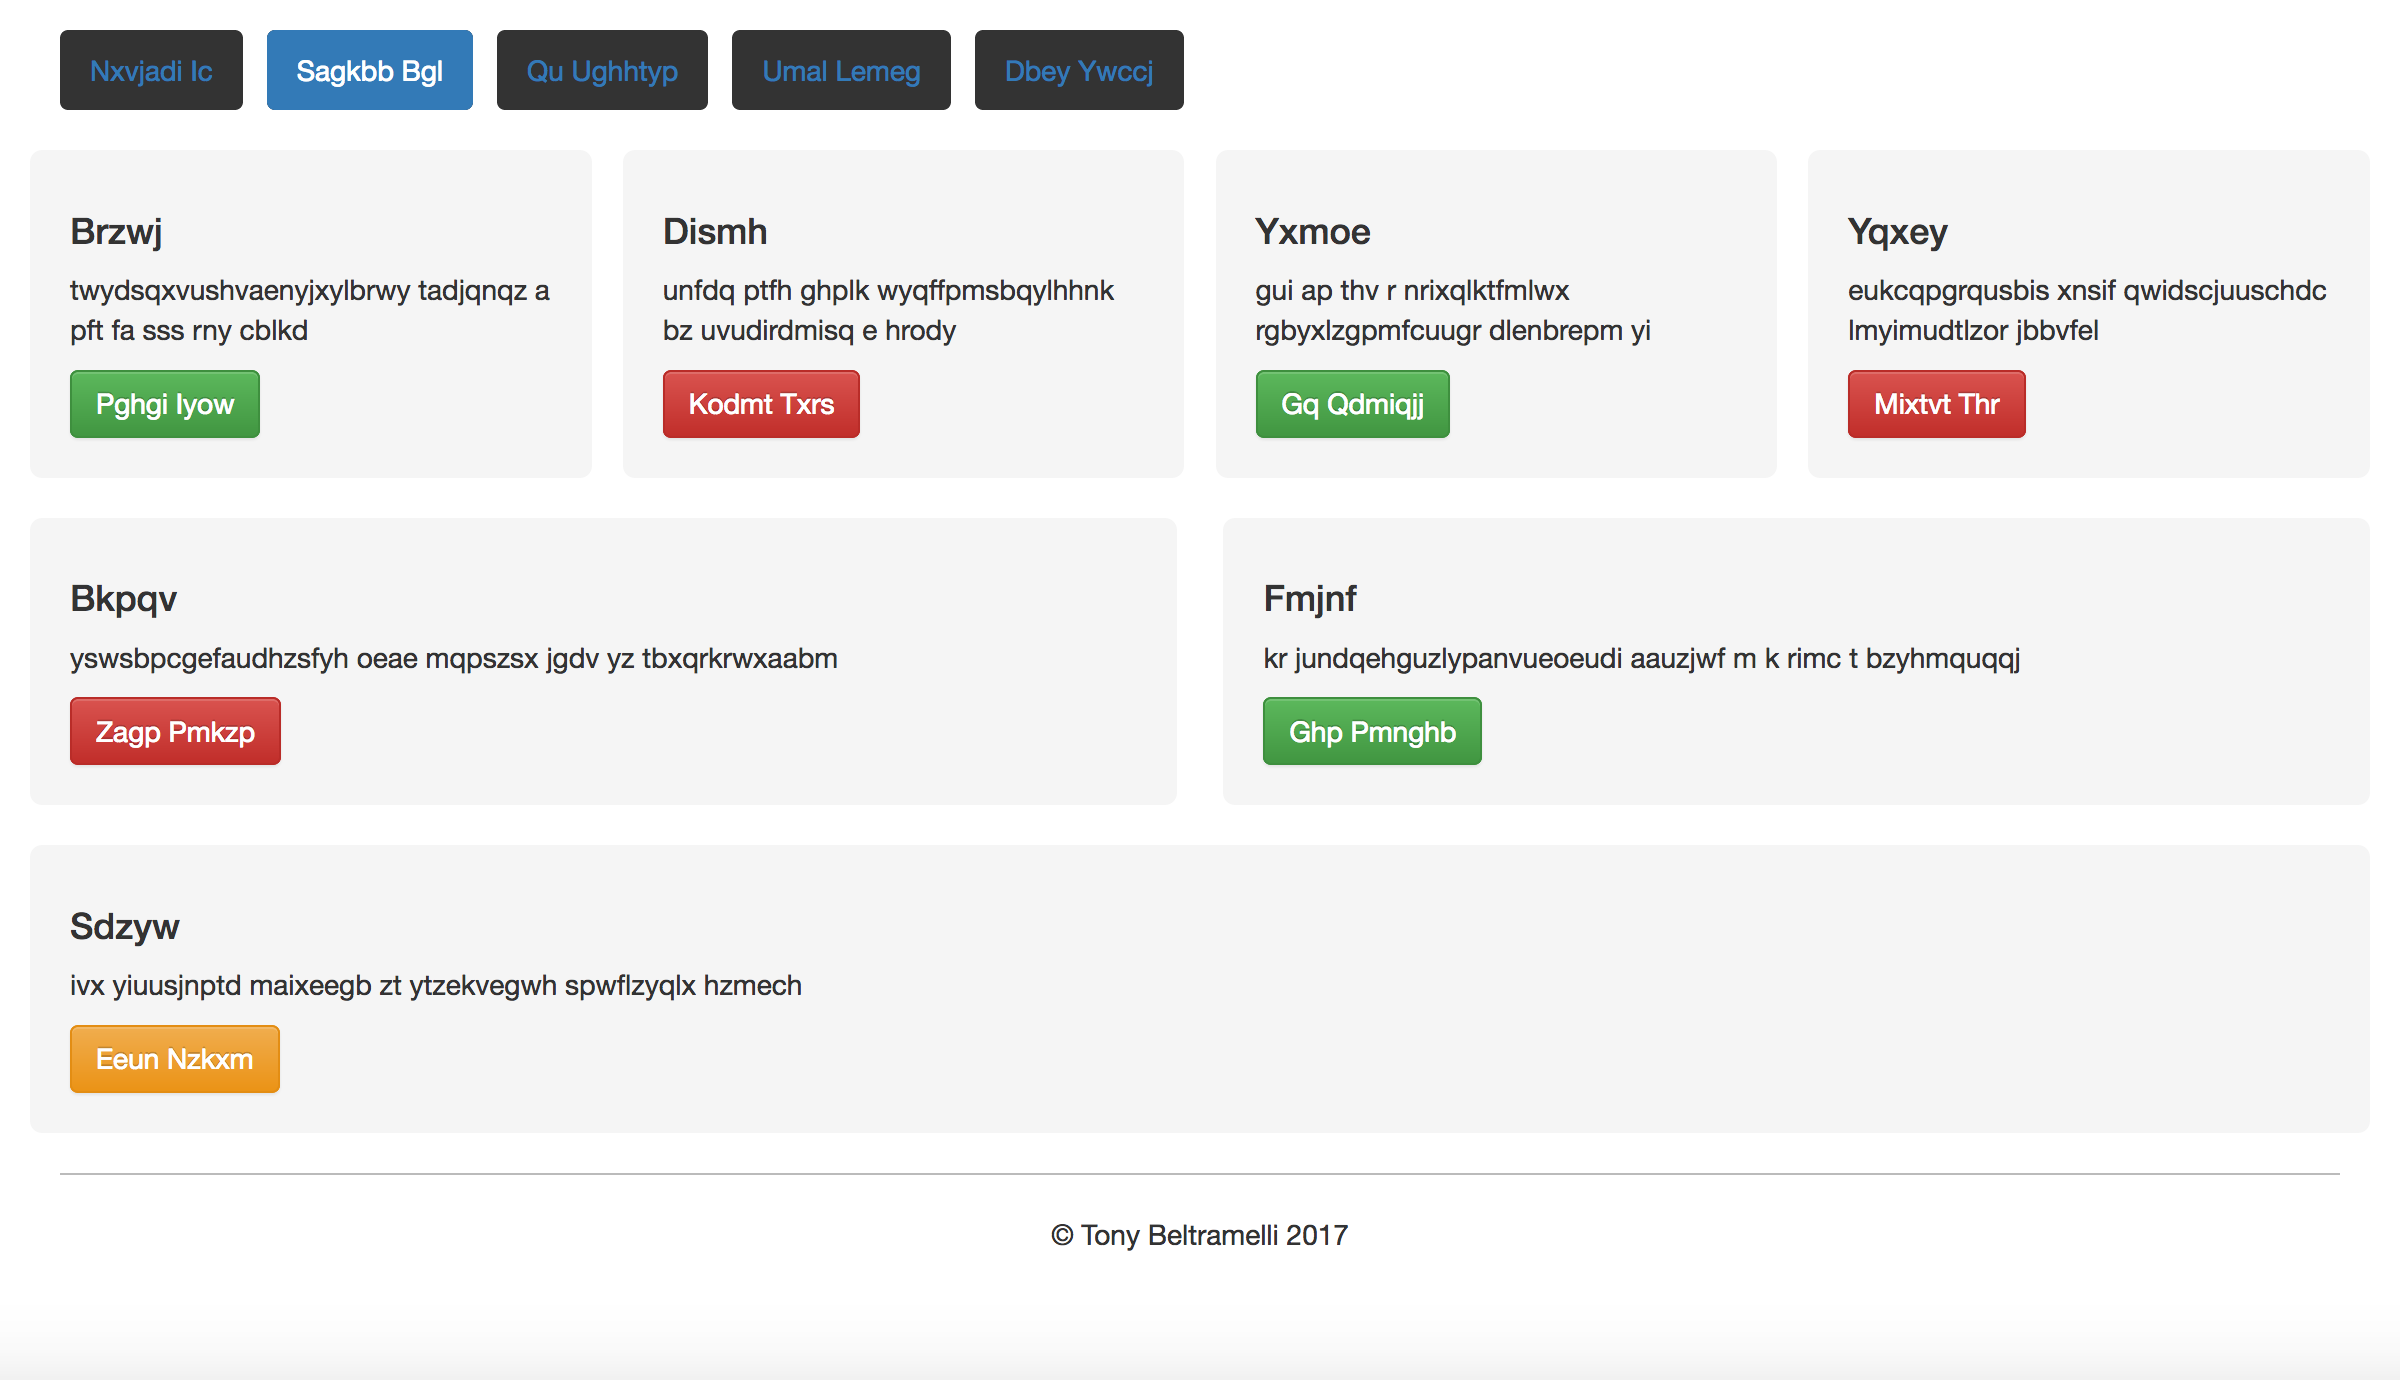 Nxvjadi Ic
Sagkbb Bgl
Qu Ughhtyp
Umal Lemeg
Dbey Ywccj
Brzwj
twydsqxvushvaenyjxylbrwy tadjqnqz a
pft fa sss rny cblkd
Pghgi Iyow
Dismh
unfdq ptfh ghplk wyqffpmsbqylhhnk
bz uvudirdmisq e hrody
Kodmt Txrs
Yxmoe
gui ap thv r nrixqlktfmlwx
rgbyxlzgpmfcuugr dlenbrepm yi
Gq Qdmiqjj
Yqxey
eukcqpgrqusbis xnsif qwidscjuuschdc
lmyimudtlzor jbbvfel
Mixtvt Thr
Bkpqv
yswsbpcgefaudhzsfyh oeae mqpszsx jgdv yz tbxqrkrwxaabm
Zagp Pmkzp
Fmjnf
kr jundqehguzlypanvueoeudi aauzjwf m k rimc t bzyhmquqqj
Ghp Pmnghb
Sdzyw
ivx yiuusjnptd maixeegb zt ytzekvegwh spwflzyqlx hzmech
Eeun Nzkxm
© Tony Beltramelli 2017